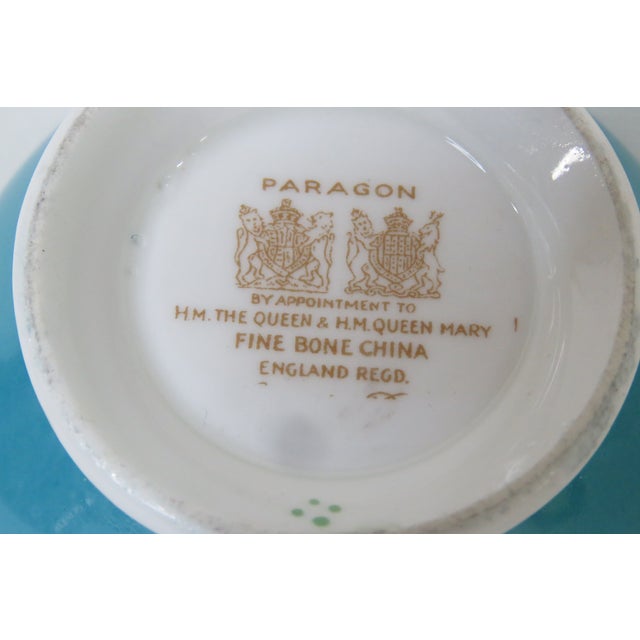 PARAGON
BY APPOINTMENT TO
H.M. THE QUEEN & H.M. QUEEN MARY
FINE BONE CHINA
ENGLAND REGD.